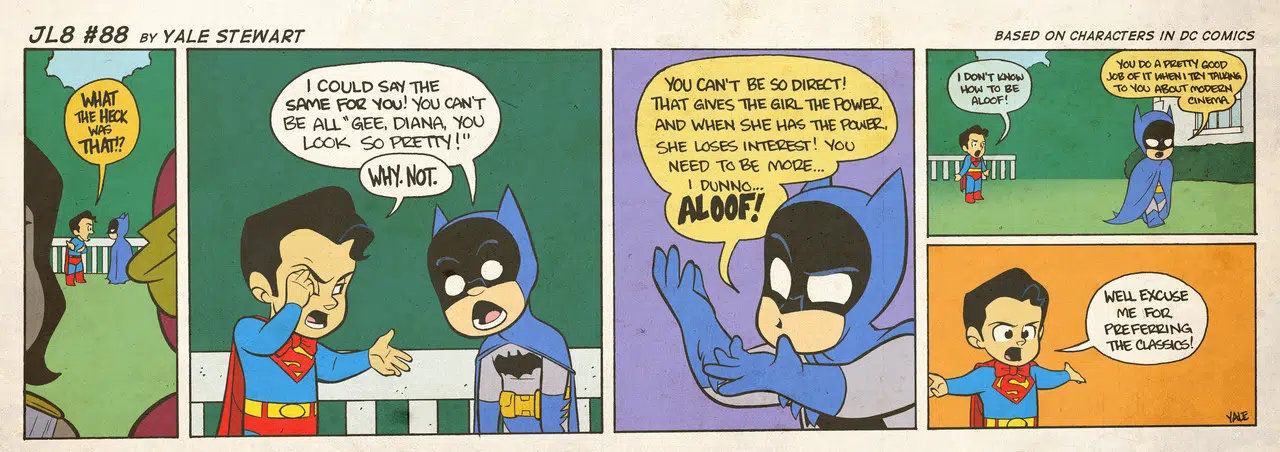 JL8 #88 BY YALE STEWART
BASED ON CHARACTERS IN DC COMICS
WHAT
THE HECK
WAS
THAT!?
I COULD SAY THE
SAME FOR YOU! YOU CAN'T
BE ALL "GEE, DIANA, YOU
LOOK SO PRETTY!"
WHY. NOT.
YOU CAN'T BE SO DIRECT!
THAT GIVES THE GIRL THE POWER,
AND WHEN SHE HAS THE POWER,
SHE LOSES INTEREST! YOU
NEED TO BE MORE...
I DUNNO...
ALOOF!
I DON'T KNOW
HOW TO BE
ALOOF!
YOU DO A PRETTY GOOD
JOB OF IT WHEN I TRY TALKING
TO YOU ABOUT MODERN
CINEMA.
WELL EXCUSE
ME FOR
PREFERRING
THE CLASSICS!
YALE